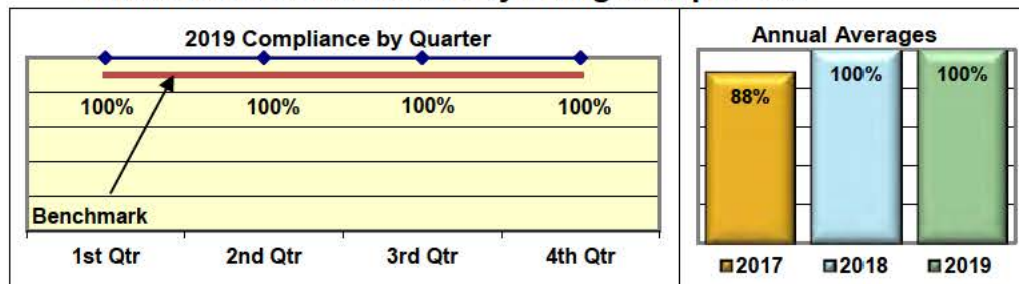 2019 Compliance by Quarter
100% 100% 100% 100%
Benchmark
1st Qtr 2nd Qtr 3rd Qtr 4th Qtr
Annual Averages
88% 100% 100%
2017 2018 2019